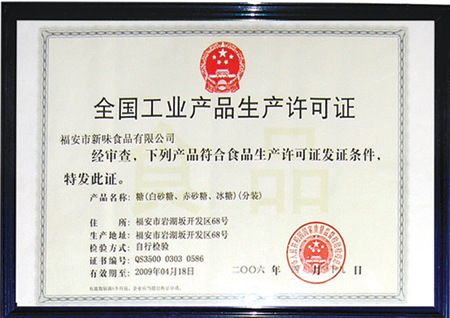 全国工业产品生产许可证
福安市新味食品有限公司
经审查，下列产品符合食品生产许可证发证条件，
特发此证。
产品名称：糖(白砂糖、赤砂糖、冰糖)(分装)
住 所：福安市岩湖坂开发区68号
生产地址：福安市岩湖坂开发区68号
检验方式：自行检验
证书编号：QS3500 0303 0586
有效期至：2009年04月18日
二〇〇六年 月十九日
食品